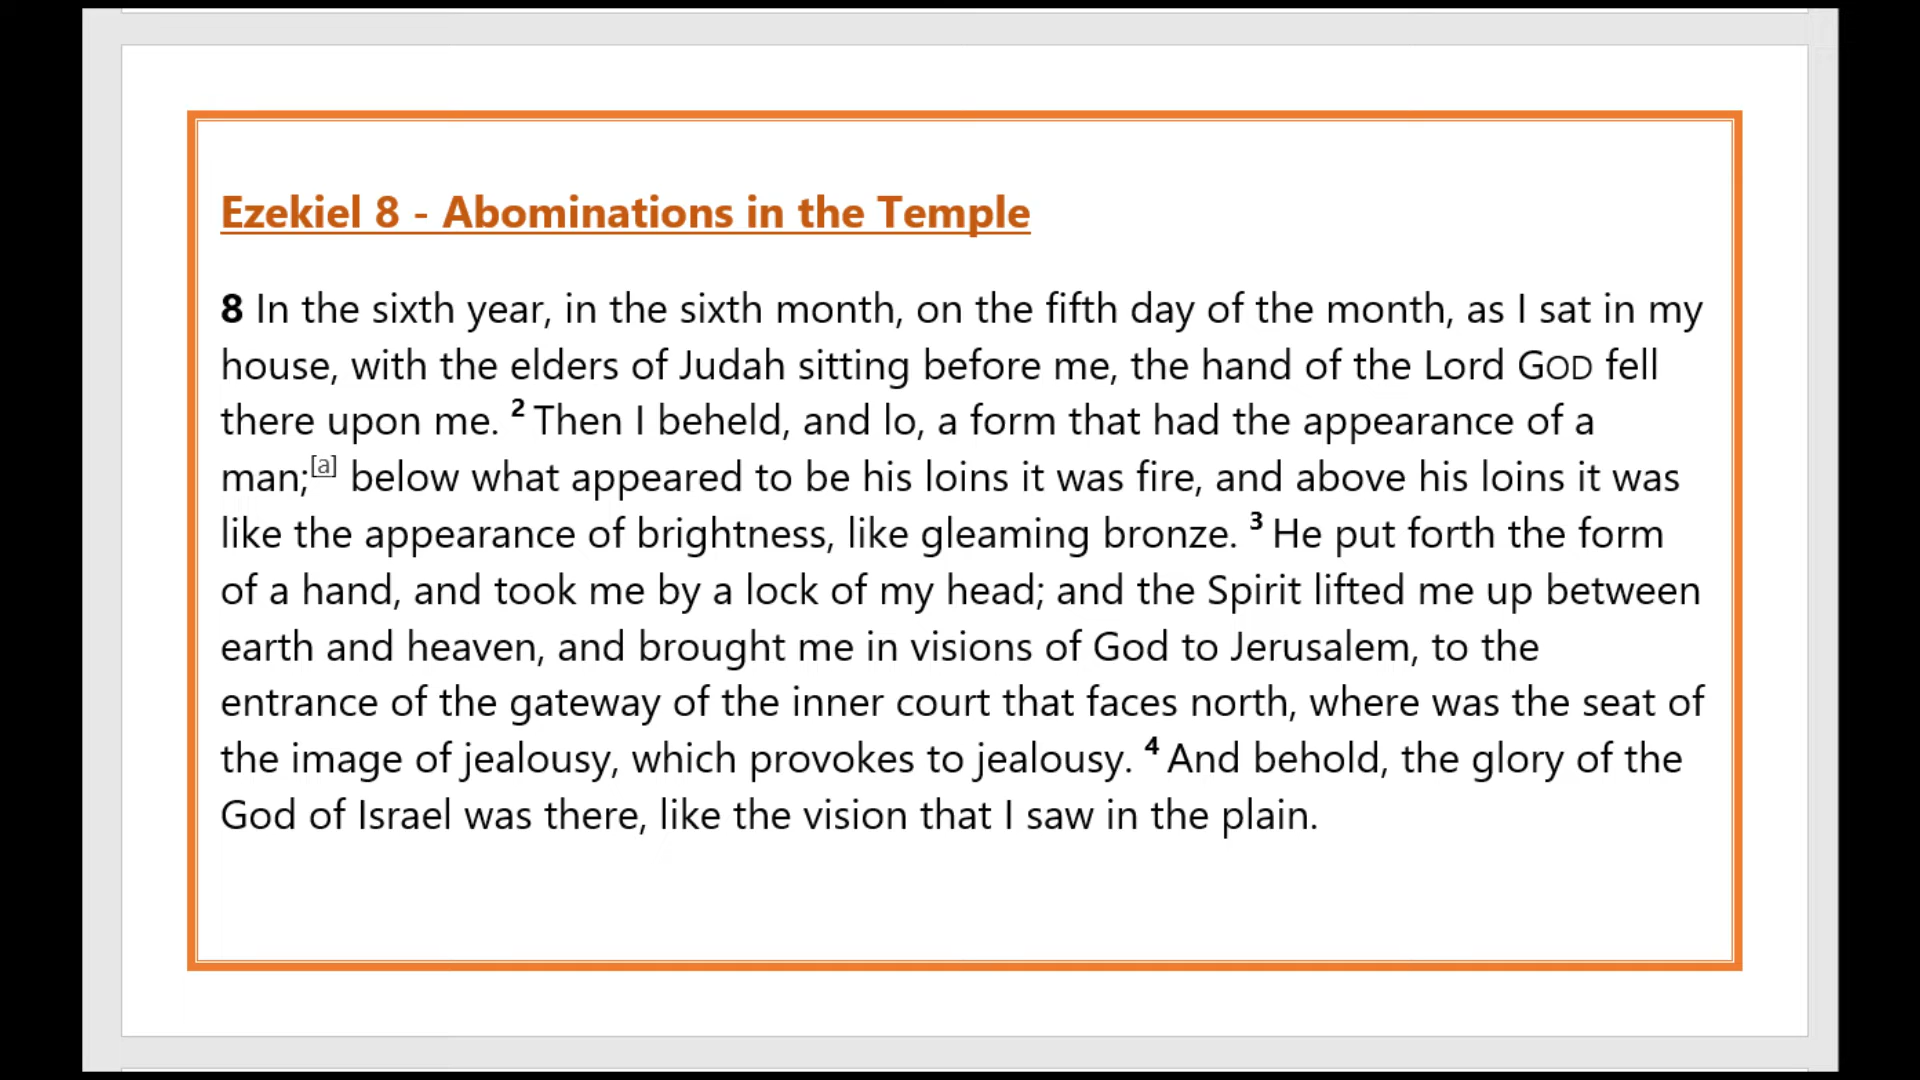 Ezekiel 8 - Abominations in the Temple
8 In the sixth year, in the sixth month, on the fifth day of the month, as I sat in my
house, with the elders of Judah sitting before me, the hand of the Lord GOD fell
there upon me. 2 Then I beheld, and lo, a form that had the appearance of a
man;[a] below what appeared to be his loins it was fire, and above his loins it was
like the appearance of brightness, like gleaming bronze. 3 He put forth the form
of a hand, and took me by a lock of my head; and the Spirit lifted me up between
earth and heaven, and brought me in visions of God to Jerusalem, to the
entrance of the gateway of the inner court that faces north, where was the seat of
the image of jealousy, which provokes to jealousy. 4 And behold, the glory of the
God of Israel was there, like the vision that I saw in the plain.